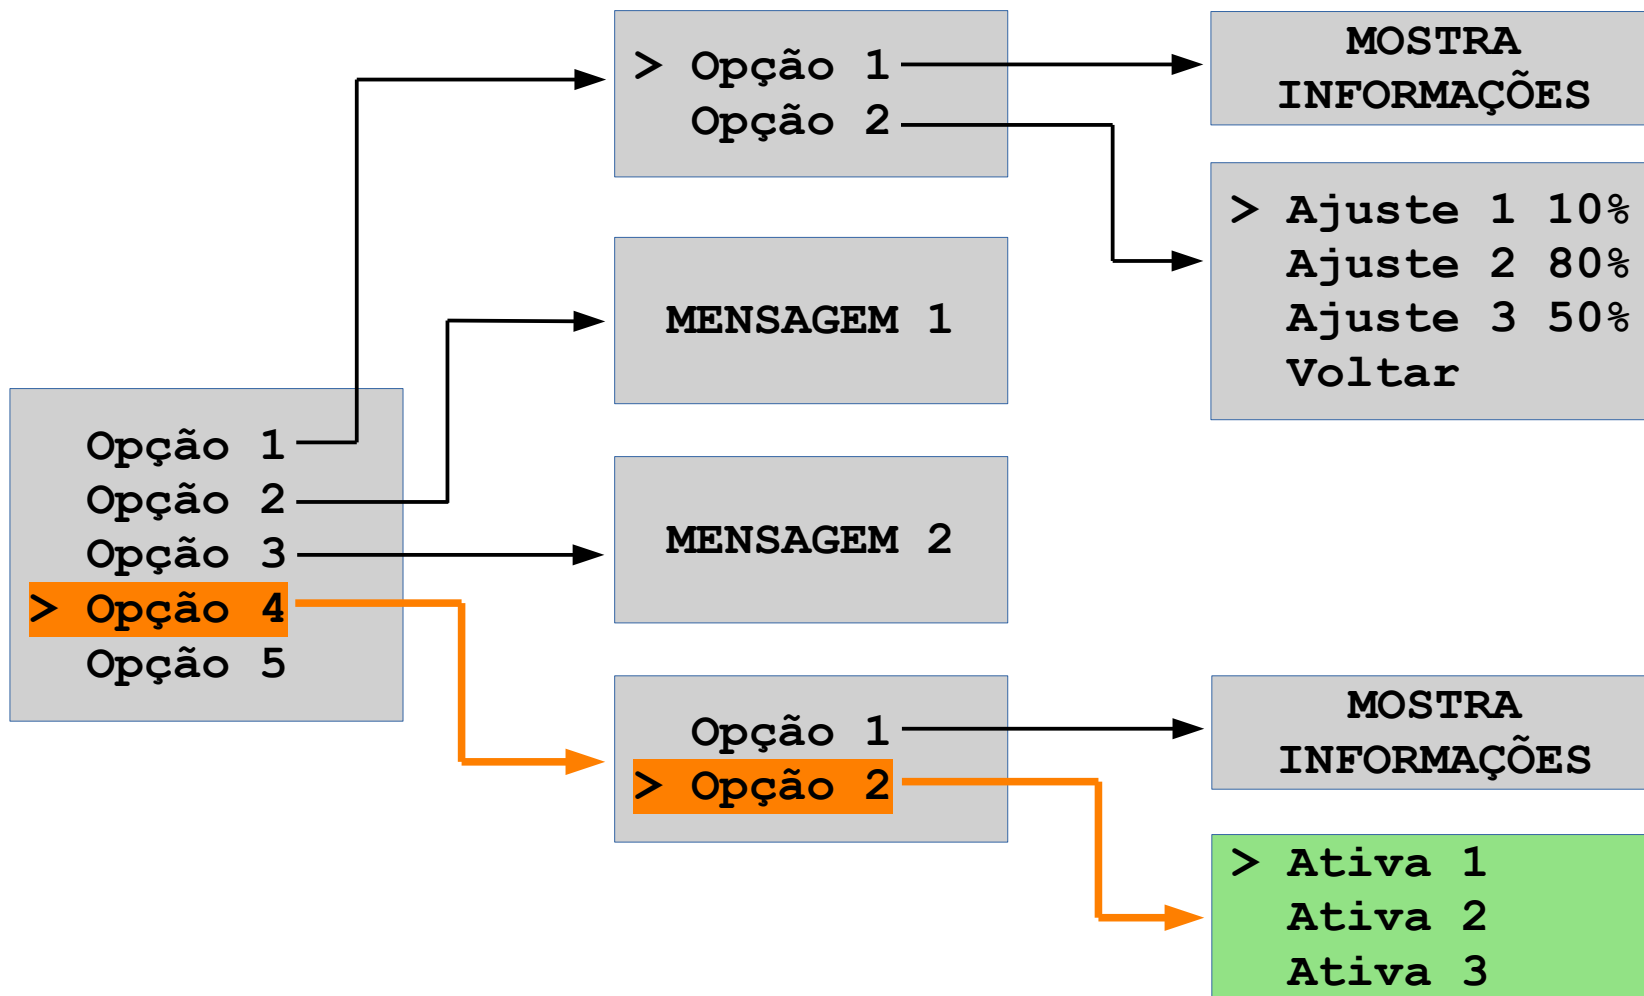 > Opção 1
Opção 2
MOSTRA
INFORMAÇÕES
> Ajuste 1 10%
Ajuste 2 80%
Ajuste 3 50%
Voltar
MENSAGEM 1
MENSAGEM 2
Opção 1
Opção 2
Opção 3
> Opção 4
Opção 5
Opção 1
> Opção 2
MOSTRA
INFORMAÇÕES
> Ativa 1
Ativa 2
Ativa 3